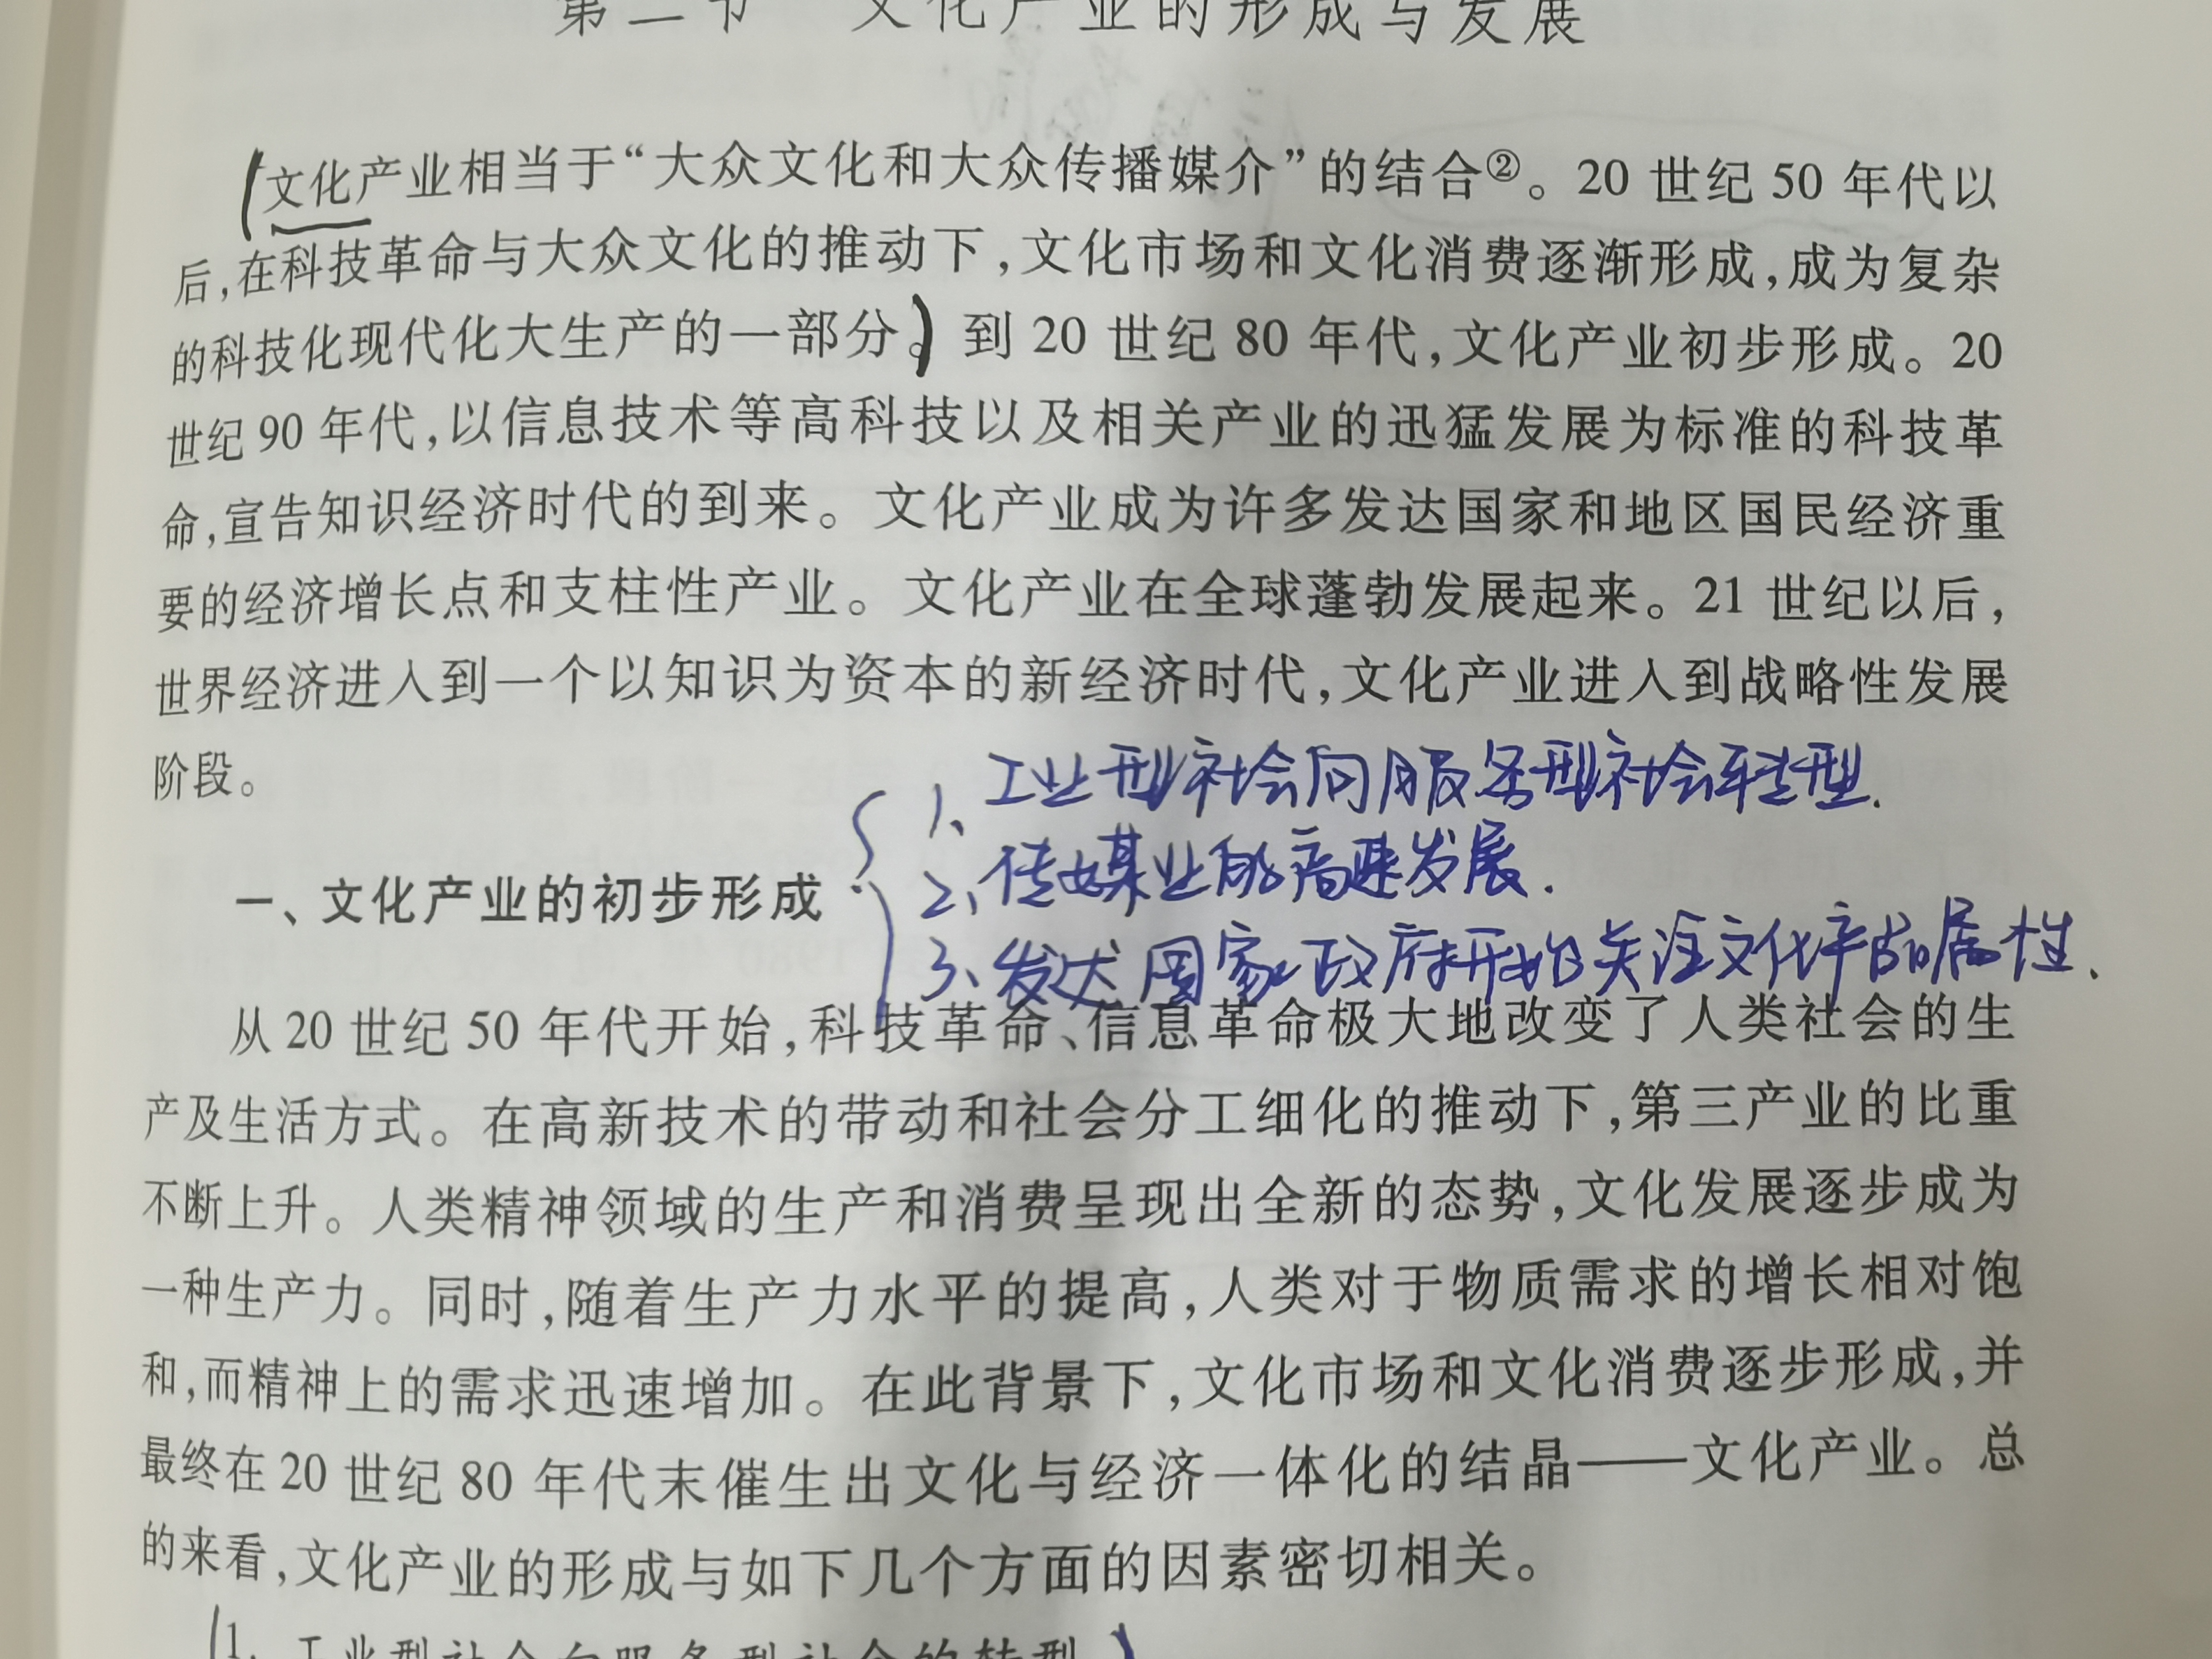 第二节 文化产业的形成与发展
文化产业相当于“大众文化和大众传播媒介”的结合②。20 世纪 50 年代以
后,在科技革命与大众文化的推动下,文化市场和文化消费逐渐形成,成为复杂
的科技化现代化大生产的一部分。到 20 世纪 80 年代,文化产业初步形成。20
世纪 90 年代,以信息技术等高科技以及相关产业的迅猛发展为标准的科技革
命,宣告知识经济时代的到来。文化产业成为许多发达国家和地区国民经济重
要的经济增长点和支柱性产业。文化产业在全球蓬勃发展起来。21 世纪以后,
世界经济进入到一个以知识为资本的新经济时代,文化产业进入到战略性发展
阶段。
1、工业型社会向服务型社会转型.
2、传媒业的高速发展.
一、文化产业的初步形成
3、发达国家政府开始关注文化产品属性.
从 20 世纪 50 年代开始,科技革命、信息革命极大地改变了人类社会的生
产及生活方式。在高新技术的带动和社会分工细化的推动下,第三产业的比重
不断上升。人类精神领域的生产和消费呈现出全新的态势,文化发展逐步成为
一种生产力。同时,随着生产力水平的提高,人类对于物质需求的增长相对饱
和,而精神上的需求迅速增加。在此背景下,文化市场和文化消费逐步形成,并
最终在 20 世纪 80 年代末催生出文化与经济一体化的结晶——文化产业。总
的来看,文化产业的形成与如下几个方面的因素密切相关。
1. 工业型社会向服务型社会的转型